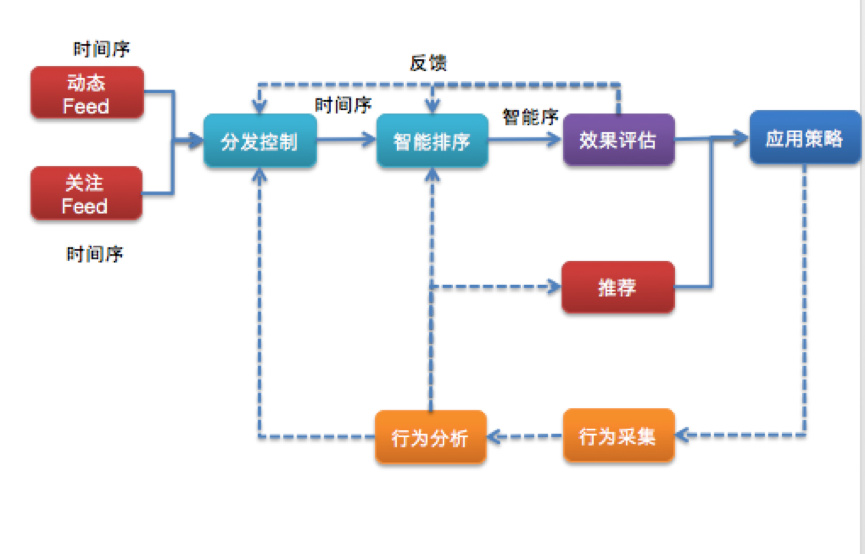 时间序
动态
Feed
反馈
时间序
智能序
分发控制
智能排序
效果评估
应用策略
关注
Feed
时间序
推荐
行为分析
行为采集